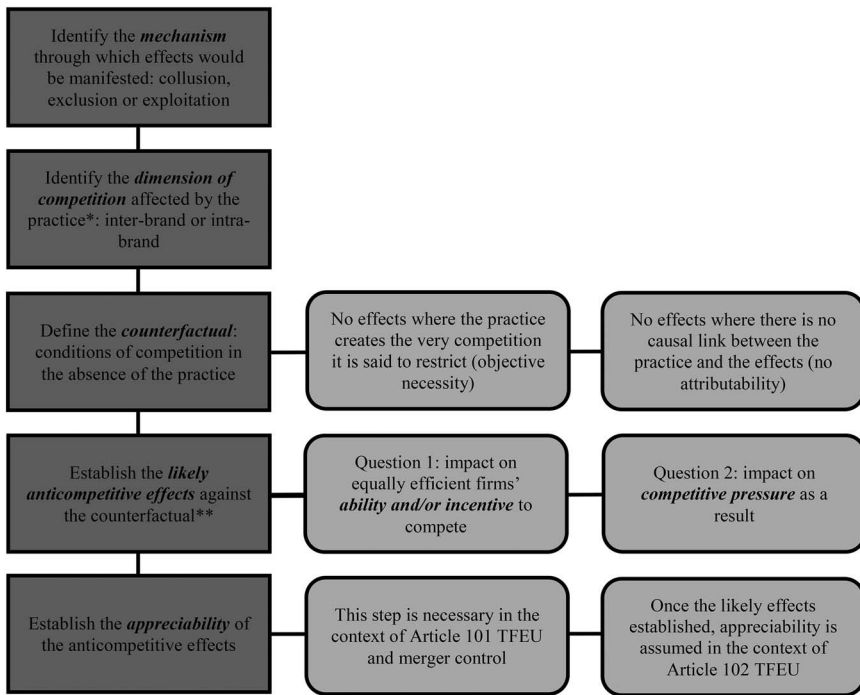 Identify the mechanism
through which effects would
be manifested: collusion,
exclusion or exploitation
Identify the dimension of
competition affected by the
practice*: inter-brand or intra-
brand
Define the counterfactual:
conditions of competition in
the absence of the practice
No effects where the practice
creates the very competition
it is said to restrict (objective
necessity)
No effects where there is no
causal link between the
practice and the effects (no
attributability)
Establish the likely
anticompetitive effects against
the counterfactual**
Question 1: impact on
equally efficient firms'
ability and/or incentive to
compete
Question 2: impact on
competitive pressure as a
result
Establish the appreciability of
the anticompetitive effects
This step is necessary in the
context of Article 101 TFEU
and merger control
Once the likely effects
established, appreciability is
assumed in the context of
Article 102 TFEU